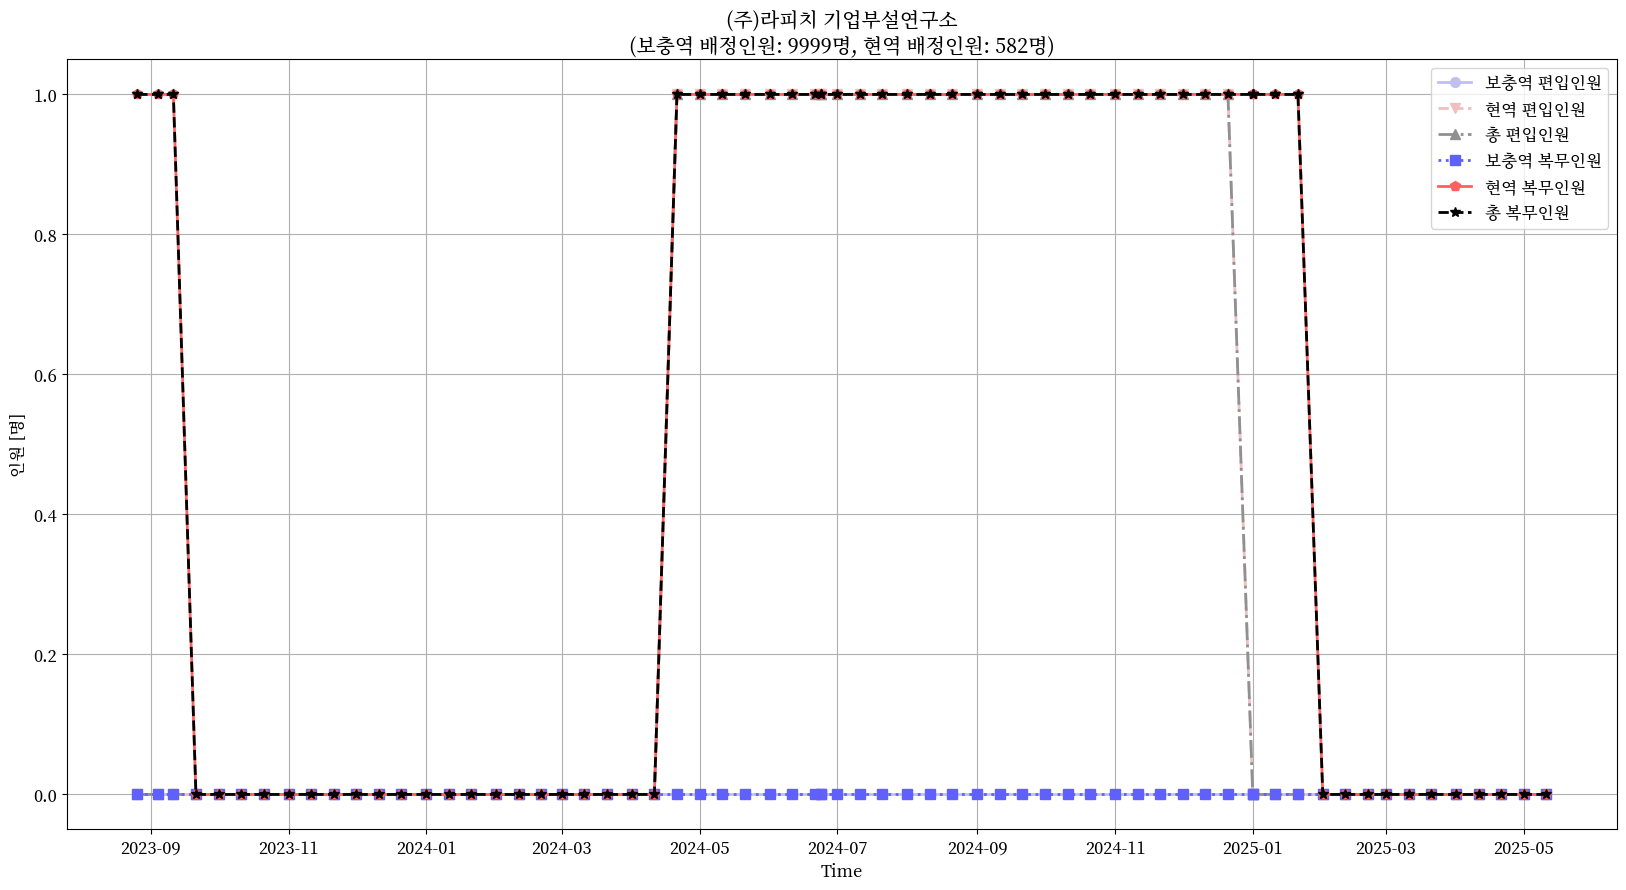 (주)라피치 기업부설연구소
(보충역 배정인원: 9999명, 현역 배정인원: 582명)
보충역 편입인원
현역 편입인원
총 편입인원
보충역 복무인원
현역 복무인원
총 복무인원
인원 [명]
1.0
0.8
0.6
0.4
0.2
0.0
2023-09
2023-11
2024-01
2024-03
2024-05
2024-07
2024-09
2024-11
2025-01
2025-03
2025-05
Time